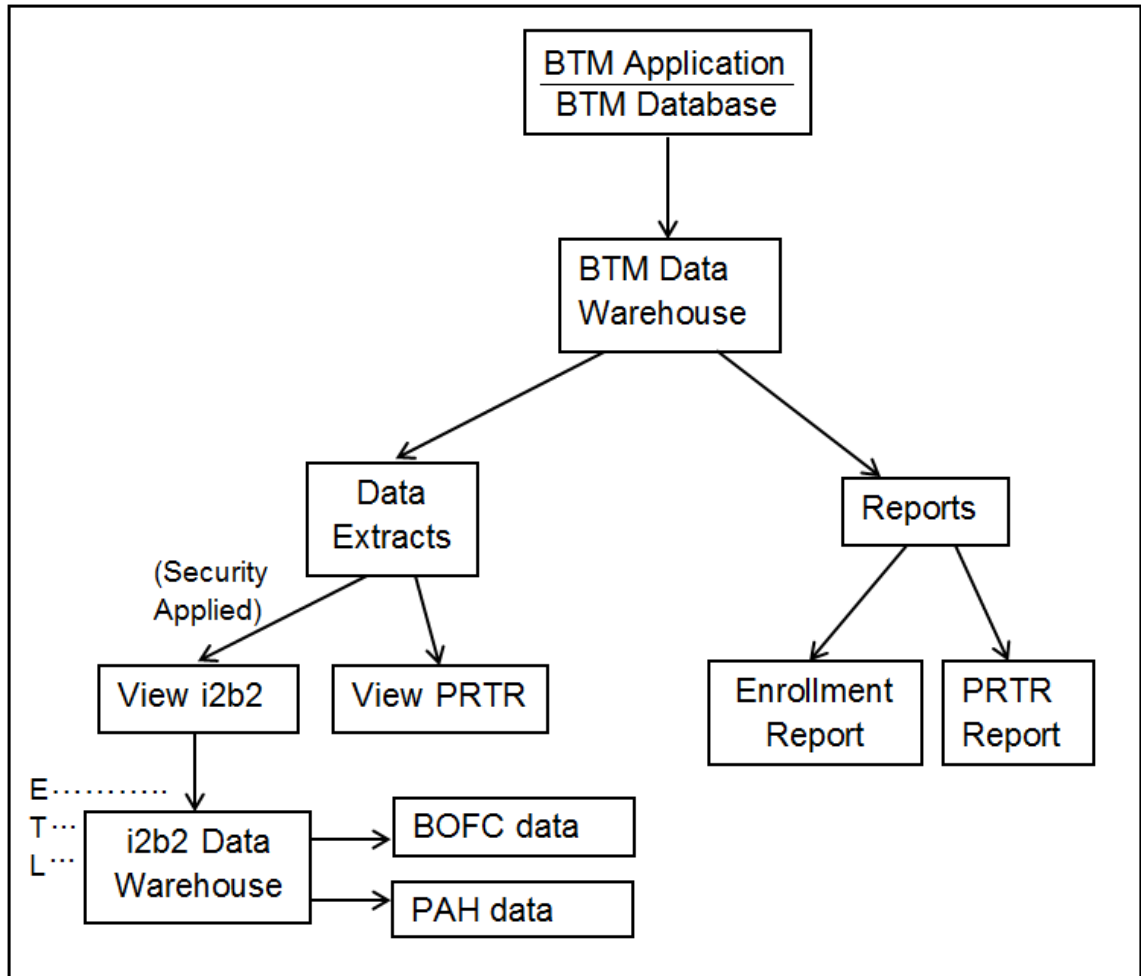 BTM Application
BTM Database
BTM Data
Warehouse
Data
Extracts
Reports
(Security
Applied)
View i2b2
View PRTR
Enrollment
Report
PRTR
Report
E...........
T...
L...
i2b2 Data
Warehouse
BOFC data
PAH data